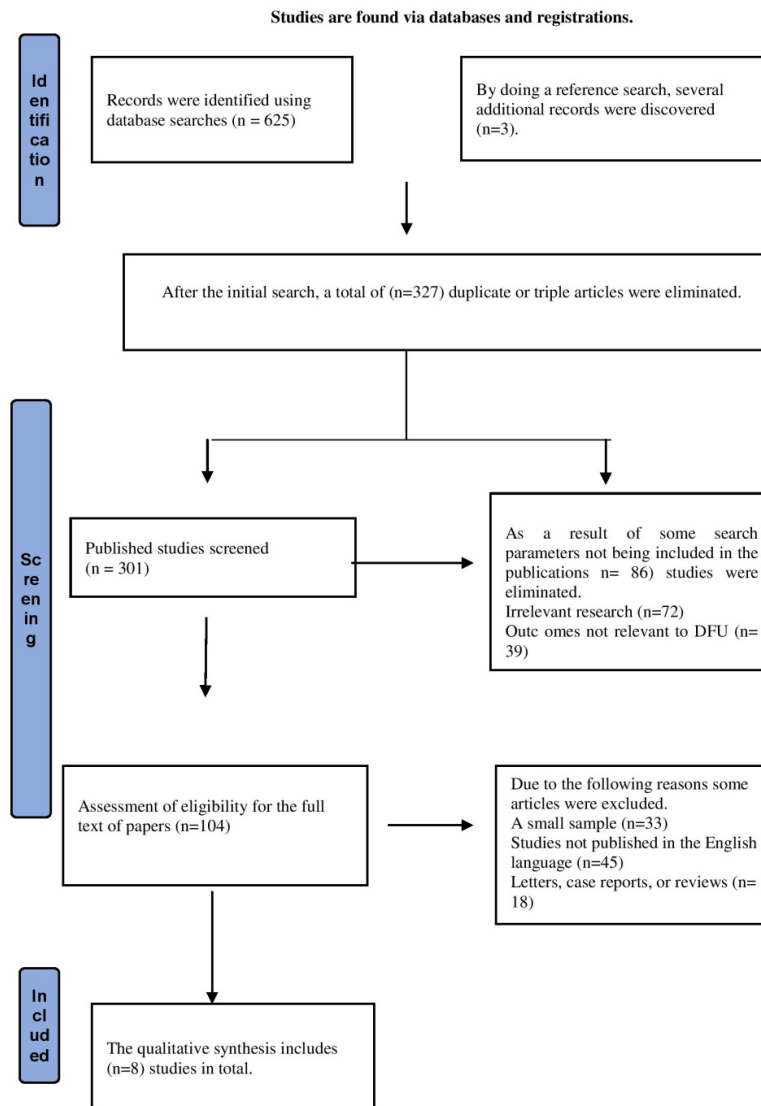 Studies are found via databases and registrations.
Id
en
tifi
ca
tio
n
Records were identified using
database searches (n = 625)
By doing a reference search, several
additional records were discovered
(n=3).
After the initial search, a total of (n=327) duplicate or triple articles were eliminated.
Sc
re
en
in
g
Published studies screened
(n = 301)
As a result of some search
parameters not being included in the
publications n= 86) studies were
eliminated.
Irrelevant research (n=72)
Outc omes not relevant to DFU (n=
39)
Assessment of eligibility for the full
text of papers (n=104)
Due to the following reasons some
articles were excluded.
A small sample (n=33)
Studies not published in the English
language (n=45)
Letters, case reports, or reviews (n=
18)
In
cl
ud
ed
The qualitative synthesis includes
(n=8) studies in total.